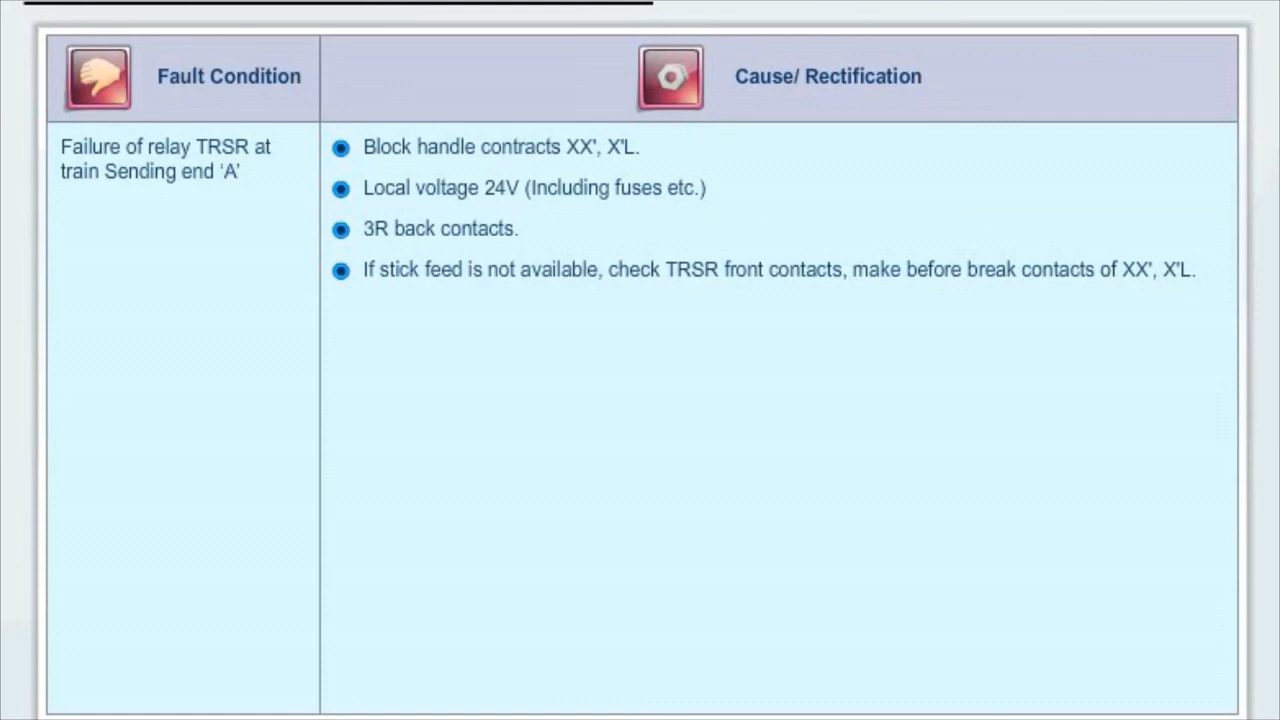 Fault Condition
Cause/ Rectification
Failure of relay TRSR at
train Sending end ‘A’
Block handle contracts XX', X'L.
Local voltage 24V (Including fuses etc.)
3R back contacts.
If stick feed is not available, check TRSR front contacts, make before break contacts of XX', X'L.